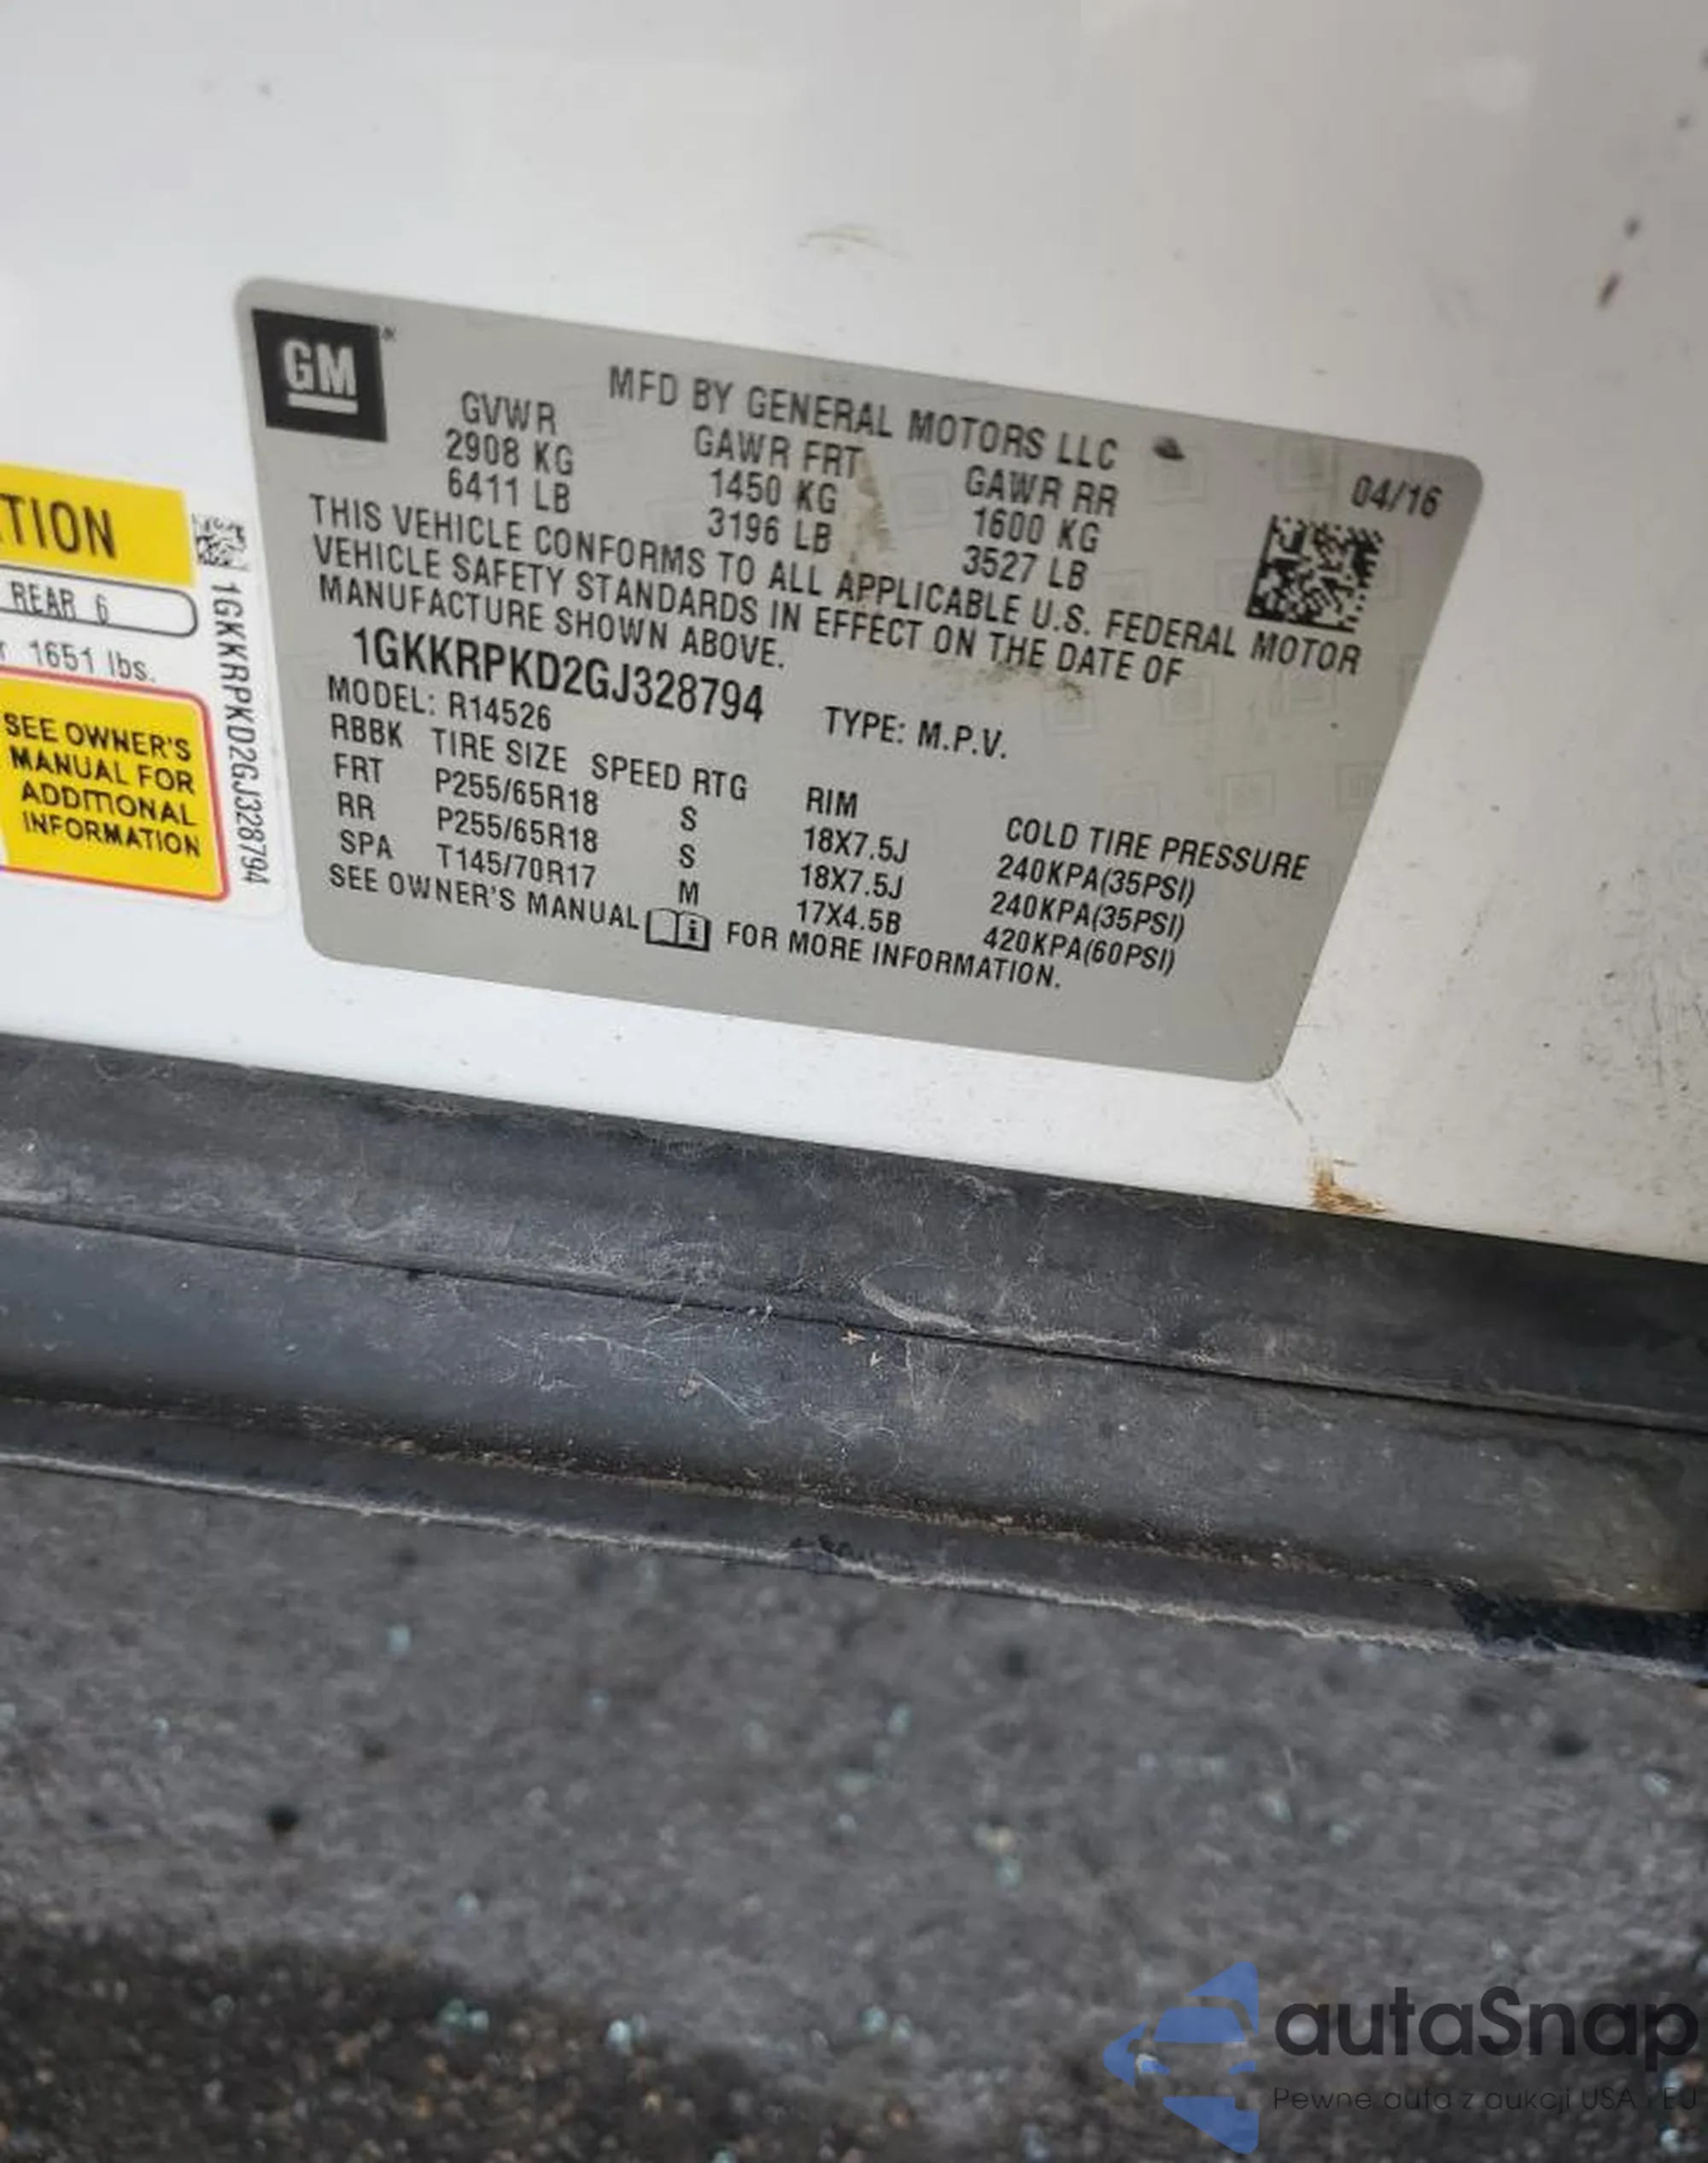 GM
MFD BY GENERAL MOTORS LLC
04/16
GVWR GAWR FRT GAWR RR
2908 KG 1450 KG 1600 KG
6411 LB 3196 LB 3527 LB
THIS VEHICLE CONFORMS TO ALL APPLICABLE U.S. FEDERAL MOTOR
VEHICLE SAFETY STANDARDS IN EFFECT ON THE DATE OF
MANUFACTURE SHOWN ABOVE.
1GKKRPKD2GJ328794 TYPE: M.P.V.
MODEL: R14526
RBBK TIRE SIZE SPEED RTG RIM COLD TIRE PRESSURE
FRT P255/65R18 S 18X7.5J 240KPA(35PSI)
RR P255/65R18 S 18X7.5J 240KPA(35PSI)
SPA T145/70R17 M 17X4.5B 420KPA(60PSI)
SEE OWNER'S MANUAL i FOR MORE INFORMATION.
TION
REAR 6
1651 lbs.
SEE OWNER'S
MANUAL FOR
ADDITIONAL
INFORMATION
1GKKRPKD2GJ328794
autaSnap
Pewne auta z aukcji USA i EU